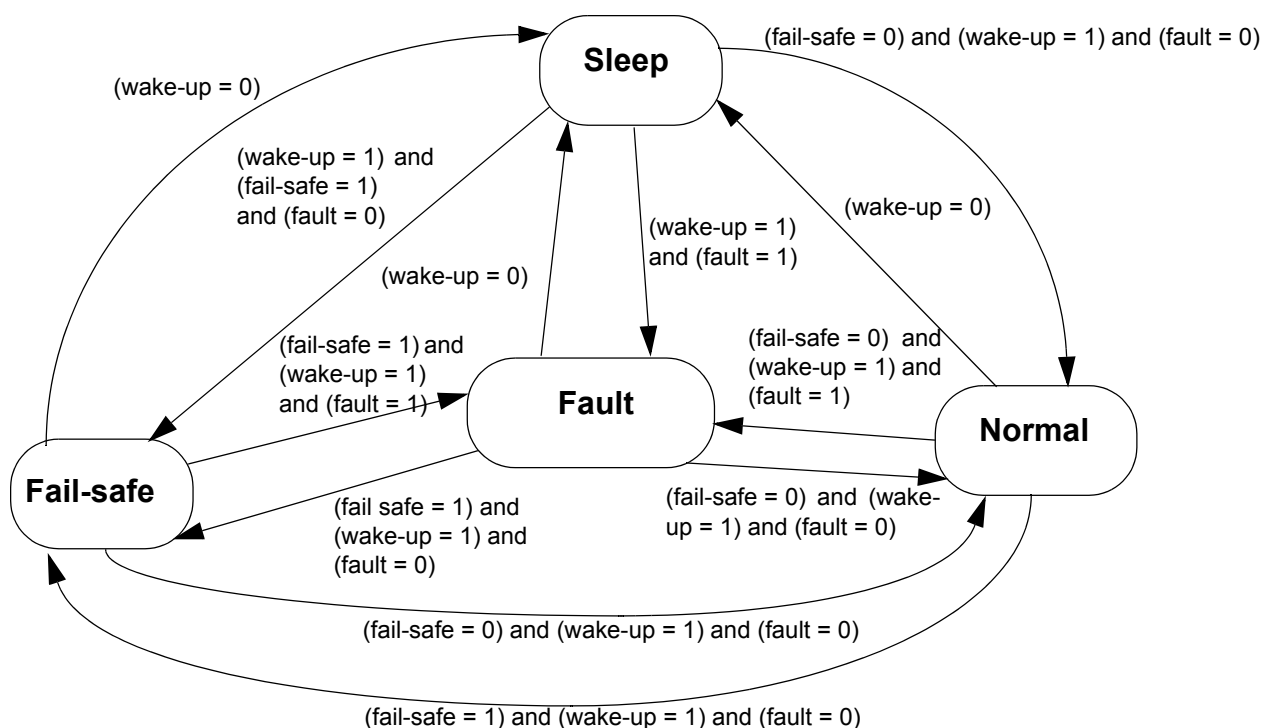 Sleep
(fail-safe = 0) and (wake-up = 1) and (fault = 0)
(wake-up = 0)
(wake-up = 1) and
(fail-safe = 1)
and (fault = 0)
(wake-up = 0)
(wake-up = 1)
and (fault = 1)
(wake-up = 0)
(fail-safe = 1) and
(wake-up = 1)
and (fault = 1)
(fail-safe = 0) and
(wake-up = 1) and
(fault = 1)
Fault
Normal
Fail-safe
(fail safe = 1) and
(wake-up = 1) and
(fault = 0)
(fail-safe = 0) and (wake-
up = 1) and (fault = 0)
(fail-safe = 0) and (wake-up = 1) and (fault = 0)
(fail-safe = 1) and (wake-up = 1) and (fault = 0)